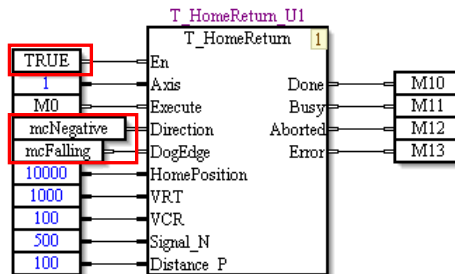 T_HomeReturn_U1
T_HomeReturn 1
TRUE En
1 Axis Done M10
M0 Execute Busy M11
mcNegative Direction Aborted M12
mcFalling DogEdge Error M13
10000 HomePosition
1000 VRT
100 VCR
500 Signal_N
100 Distance_P